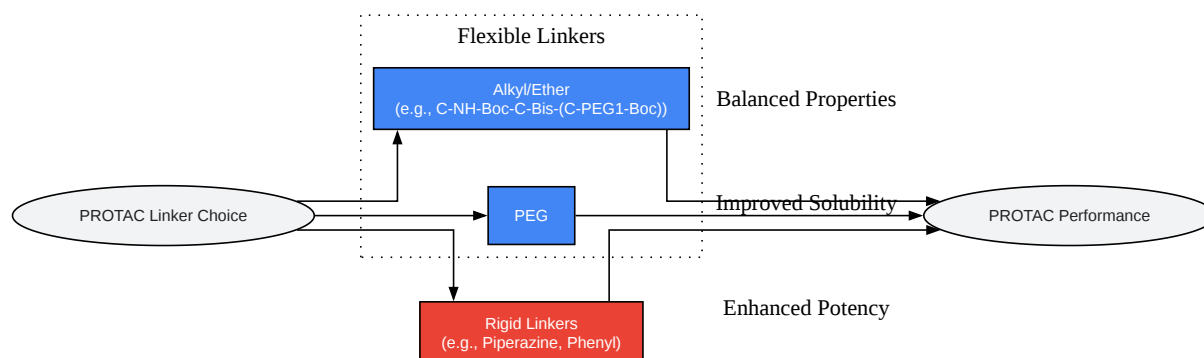 Flexible Linkers
Alkyl/Ether
(e.g., C-NH-Boc-C-Bis-(C-PEG1-Boc))
Balanced Properties
PROTAC Linker Choice
PEG
Improved Solubility
PROTAC Performance
Enhanced Potency
Rigid Linkers
(e.g., Piperazine, Phenyl)